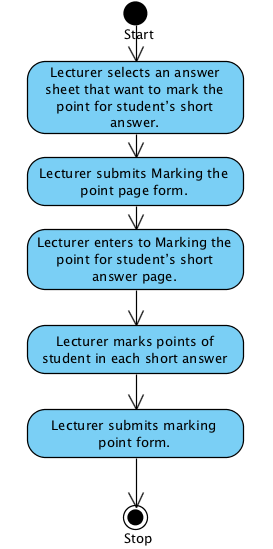 Start
Lecturer selects an answer
sheet that want to mark the
point for student's short
answer.
Lecturer submits Marking the
point page form.
Lecturer enters to Marking the
point for student's short
answer page.
Lecturer marks points of
student in each short answer
Lecturer submits marking
point form.
Stop